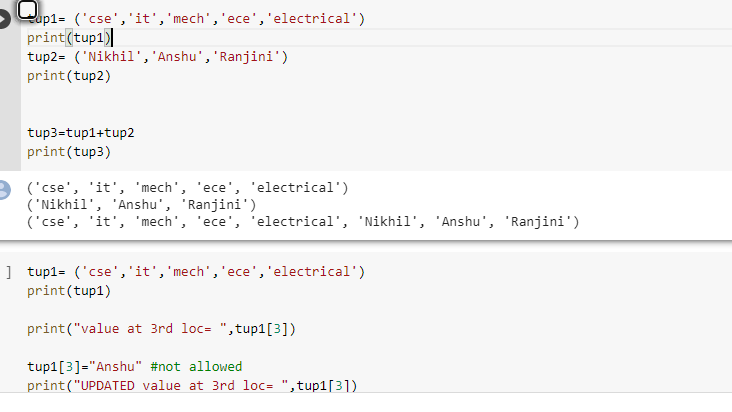 tup1= ('cse','it','mech','ece','electrical')
print(tup1)
tup2= ('Nikhil','Anshu','Ranjini')
print(tup2)
tup3=tup1+tup2
print(tup3)
('cse', 'it', 'mech', 'ece', 'electrical')
('Nikhil', 'Anshu', 'Ranjini')
('cse', 'it', 'mech', 'ece', 'electrical', 'Nikhil', 'Anshu', 'Ranjini')
] tup1= ('cse','it','mech','ece','electrical')
print(tup1)
print("value at 3rd loc= ",tup1[3])
tup1[3]="Anshu" #not allowed
print("UPDATED value at 3rd loc= ",tup1[3])